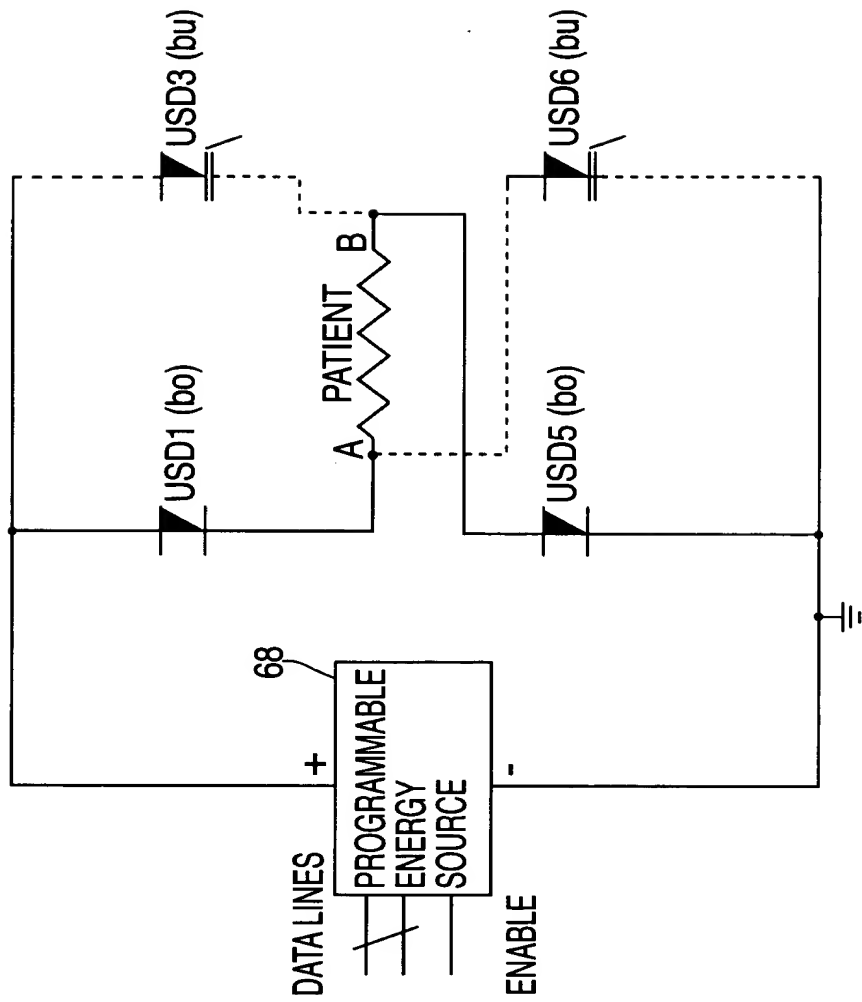 USD3 (bu)
USD6 (bu)
B
PATIENT
A
USD1 (bo)
USD5 (bo)
68
+
PROGRAMMABLE
ENERGY
SOURCE
-
DATA LINES
ENABLE